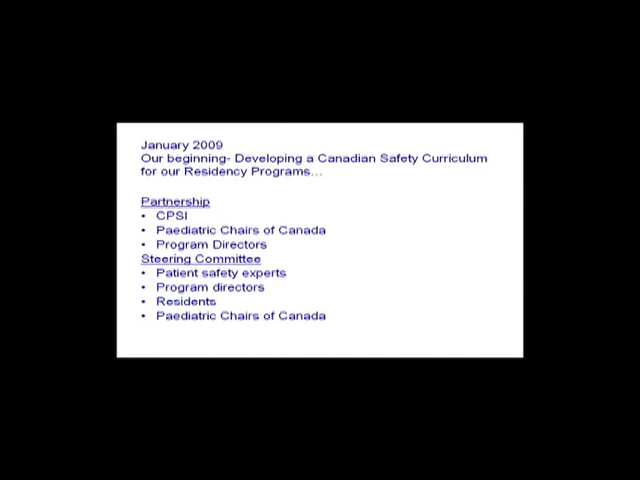 January 2009
Our beginning- Developing a Canadian Safety Curriculum
for our Residency Programs...
Partnership
• CPSI
• Paediatric Chairs of Canada
• Program Directors
Steering Committee
• Patient safety experts
• Program directors
• Residents
• Paediatric Chairs of Canada